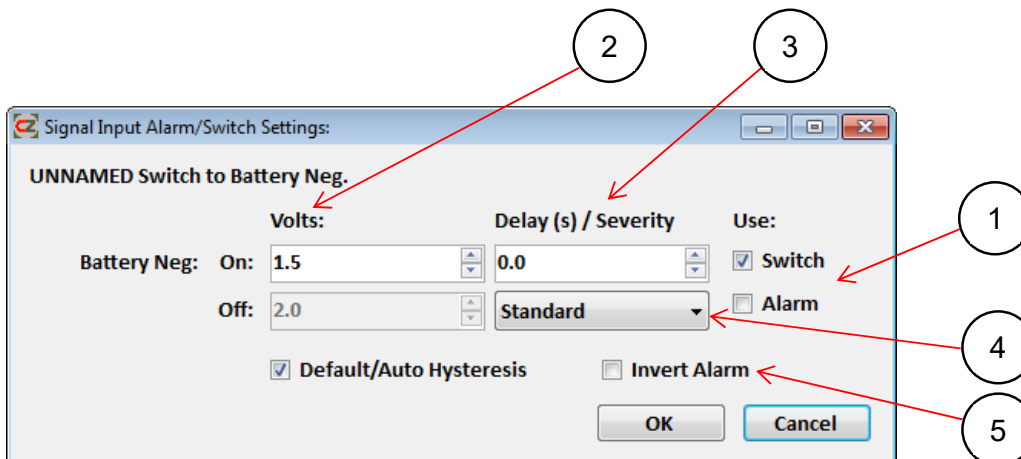 2 3
Signal Input Alarm/Switch Settings:
UNNAMED Switch to Battery Neg.
Volts: Delay (s) / Severity Use:
1
Battery Neg: On: 1.5 0.0 Switch
Off: 2.0 Standard Alarm
4
Default/Auto Hysteresis Invert Alarm
OK Cancel
5